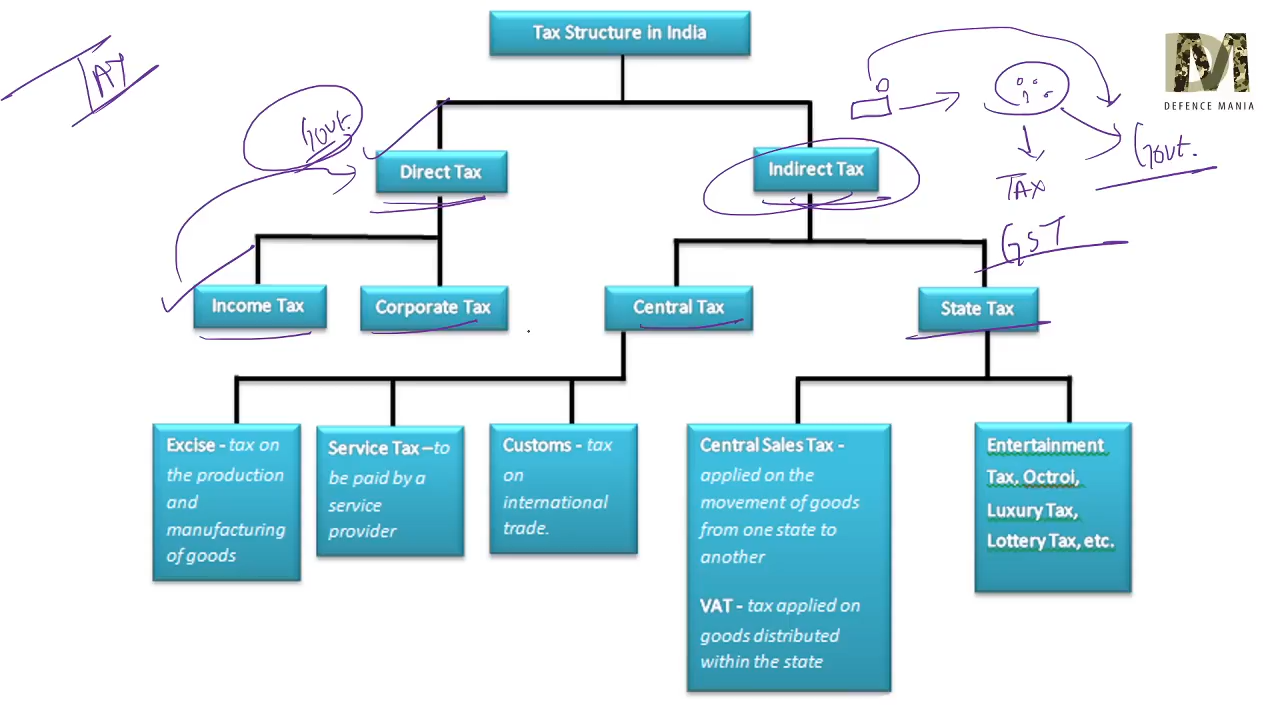 Tax Structure in India
TAX
DEFENCE MANIA
Govt.
Govt.
Direct Tax
Indirect Tax
TAX
GST
Income Tax
Corporate Tax
Central Tax
State Tax
Excise - tax on
the production
and
manufacturing
of goods
Service Tax –to
be paid by a
service
provider
Customs - tax
on
international
trade.
Central Sales Tax -
applied on the
movement of goods
from one state to
another
VAT - tax applied on
goods distributed
within the state
Entertainment
Tax, Octroi,
Luxury Tax,
Lottery Tax, etc.